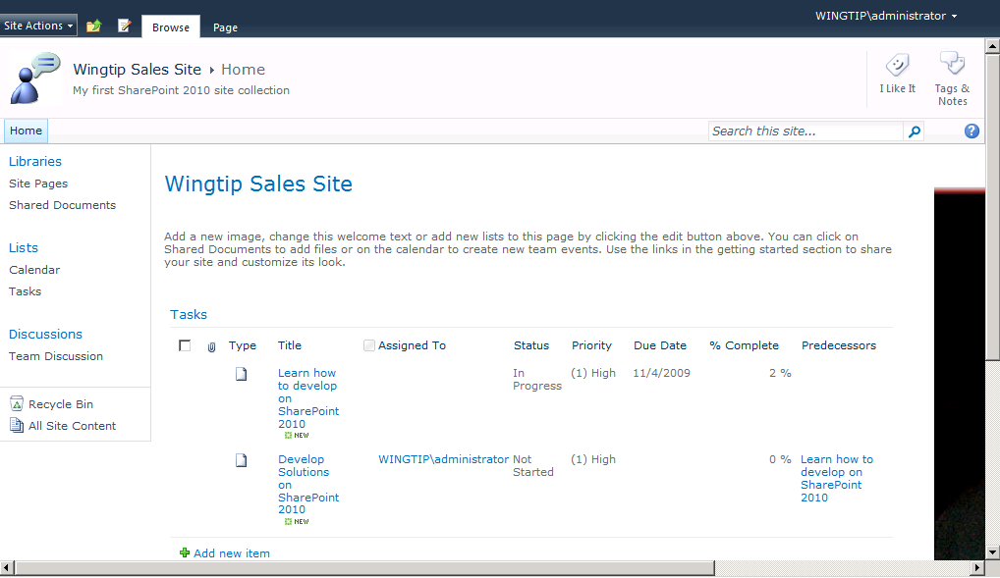 WINGTIP\administrator
Site Actions
Browse
Page
Wingtip Sales Site
Home
My first SharePoint 2010 site collection
I Like It
Tags &
Notes
Home
Search this site...
Libraries
Site Pages
Shared Documents
Lists
Calendar
Tasks
Discussions
Team Discussion
Recycle Bin
All Site Content
Wingtip Sales Site
Add a new image, change this welcome text or add new lists to this page by clicking the edit button above. You can click on
Shared Documents to add files or on the calendar to create new team events. Use the links in the getting started section to share
your site and customize its look.
Tasks
Type Title Assigned To Status Priority Due Date % Complete Predecessors
Learn how In (1) High 11/4/2009 2 %
to develop Progress
on
SharePoint
2010
NEW
Develop WINGTIP\administrator Not (1) High 0 % Learn how to
Solutions Started develop on
on SharePoint
SharePoint 2010
2010
NEW
Add new item